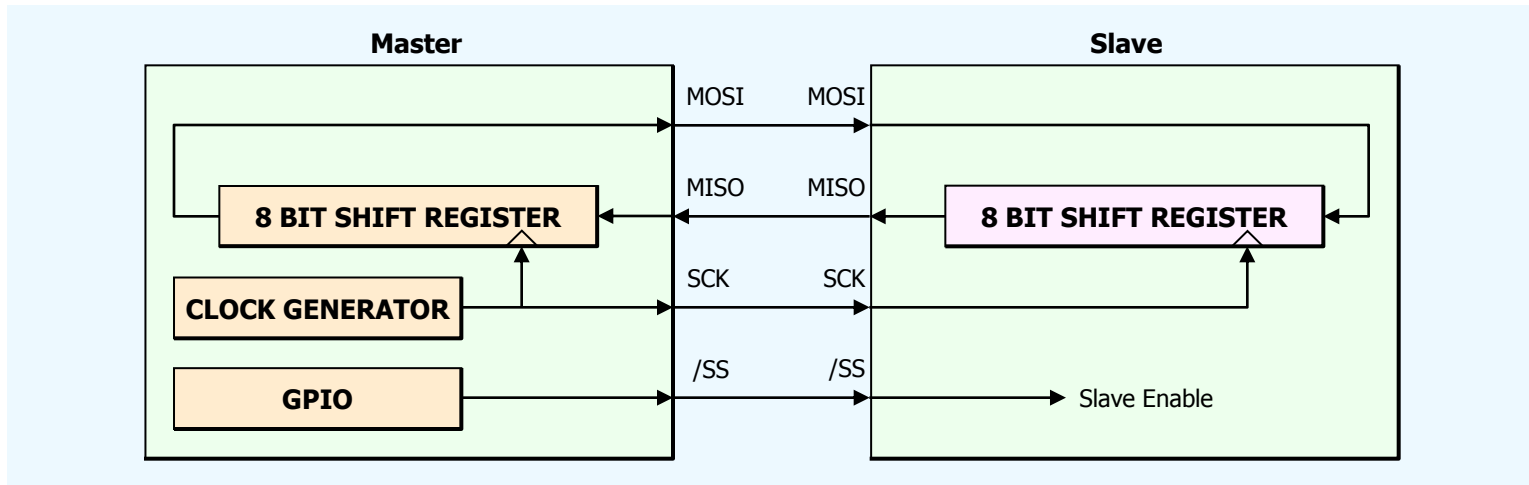 Master
Slave
MOSI
MOSI
MISO
MISO
8 BIT SHIFT REGISTER
8 BIT SHIFT REGISTER
SCK
SCK
CLOCK GENERATOR
/SS
/SS
GPIO
Slave Enable